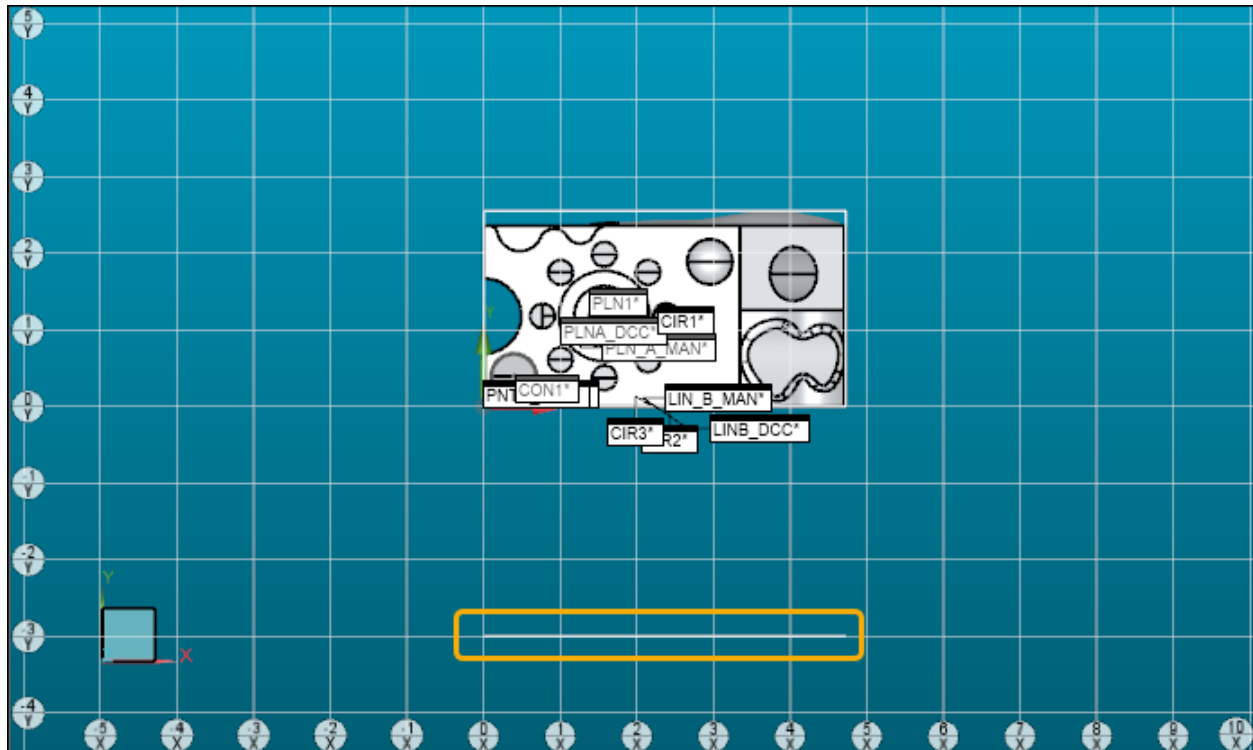 5
Y
4
Y
3
Y
2
Y
PLN1*
Y
1
Y
PLNA_DCC* CIR1*
PLN_A_MAN*
0
Y
PNT CON1* LIN_B_MAN*
CIR3* R2* LINB_DCC*
-1
Y
-2
Y
Y
-3
Y
X
-4
Y
-5 -4 -3 -2 -1 0 1 2 3 4 5 6 7 8 9 10
X X X X X X X X X X X X X X X X